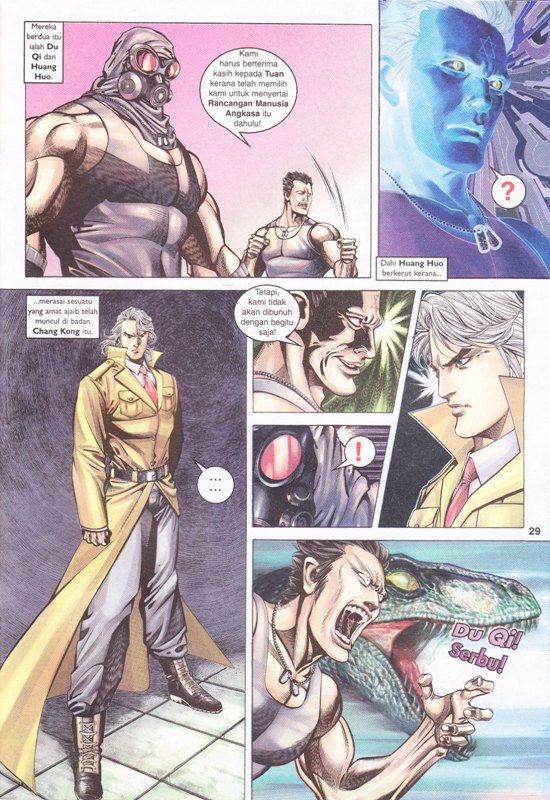 Mereka
berdua itu
ialah Du
Qi dan
Huang
Huo.
Kami
harus berterima
kasih kepada Tuan
kerana telah memilih
kami untuk menyertai
Rancangan Manusia
Angkasa itu
dahulu!
?
Dahi Huang Huo
berkerut kerana...
...merasai sesuatu
yang amat ajaib telah
muncul di badan
Chang Kong itu.
...
...
Tetapi,
kami tidak
akan dibunuh
dengan begitu
saja!
!
29
Du Qi!
Serbu!